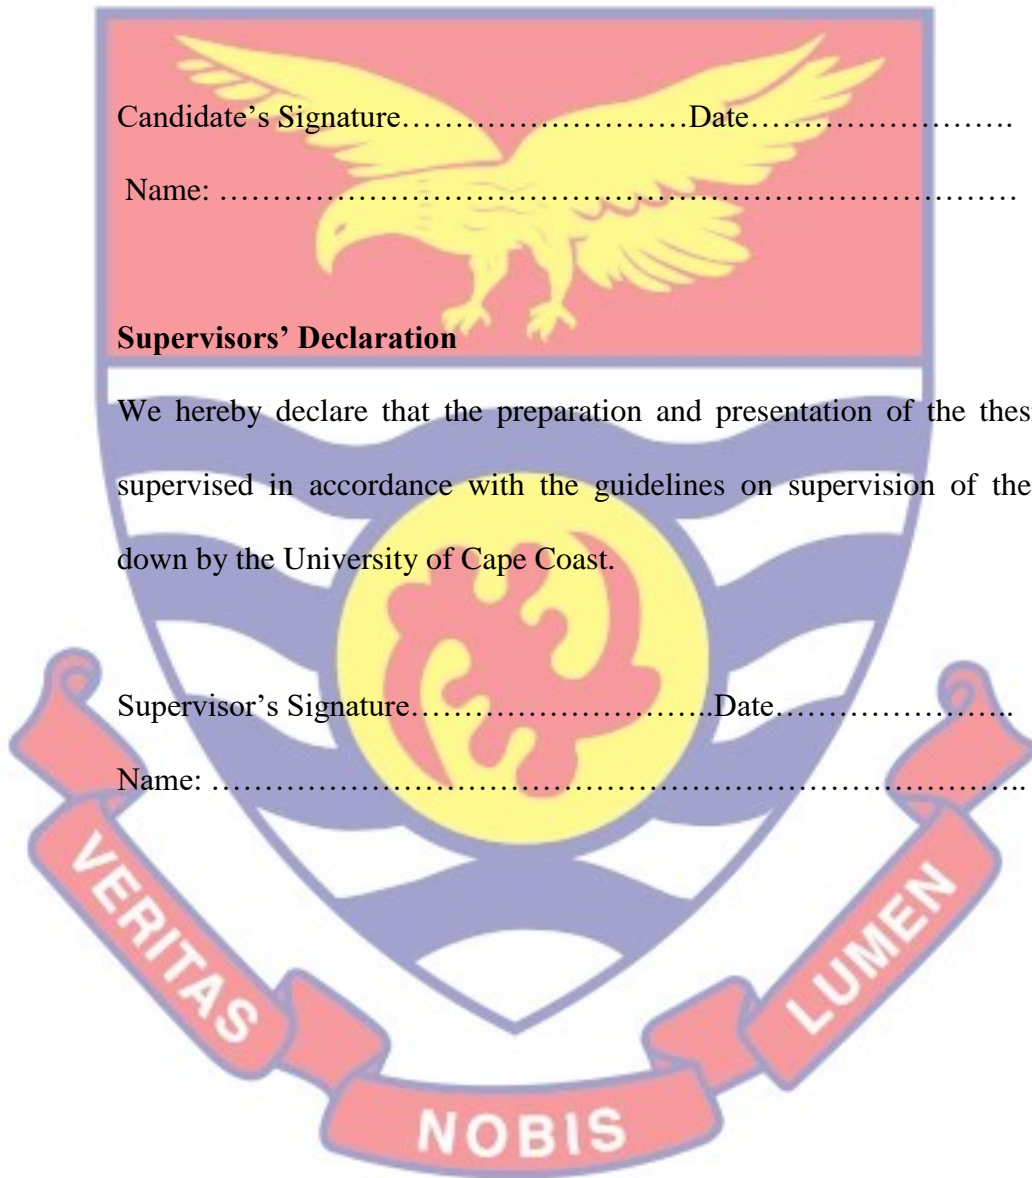 Candidate’s Signature………………………Date…………………….
Name: …………………………………………………………………
Supervisors’ Declaration
We hereby declare that the preparation and presentation of the thes
supervised in accordance with the guidelines on supervision of the
down by the University of Cape Coast.
Supervisor’s Signature………………………..Date…………………..
Name: …………………………………………………………………..
VERITAS
NOBIS
LUMEN